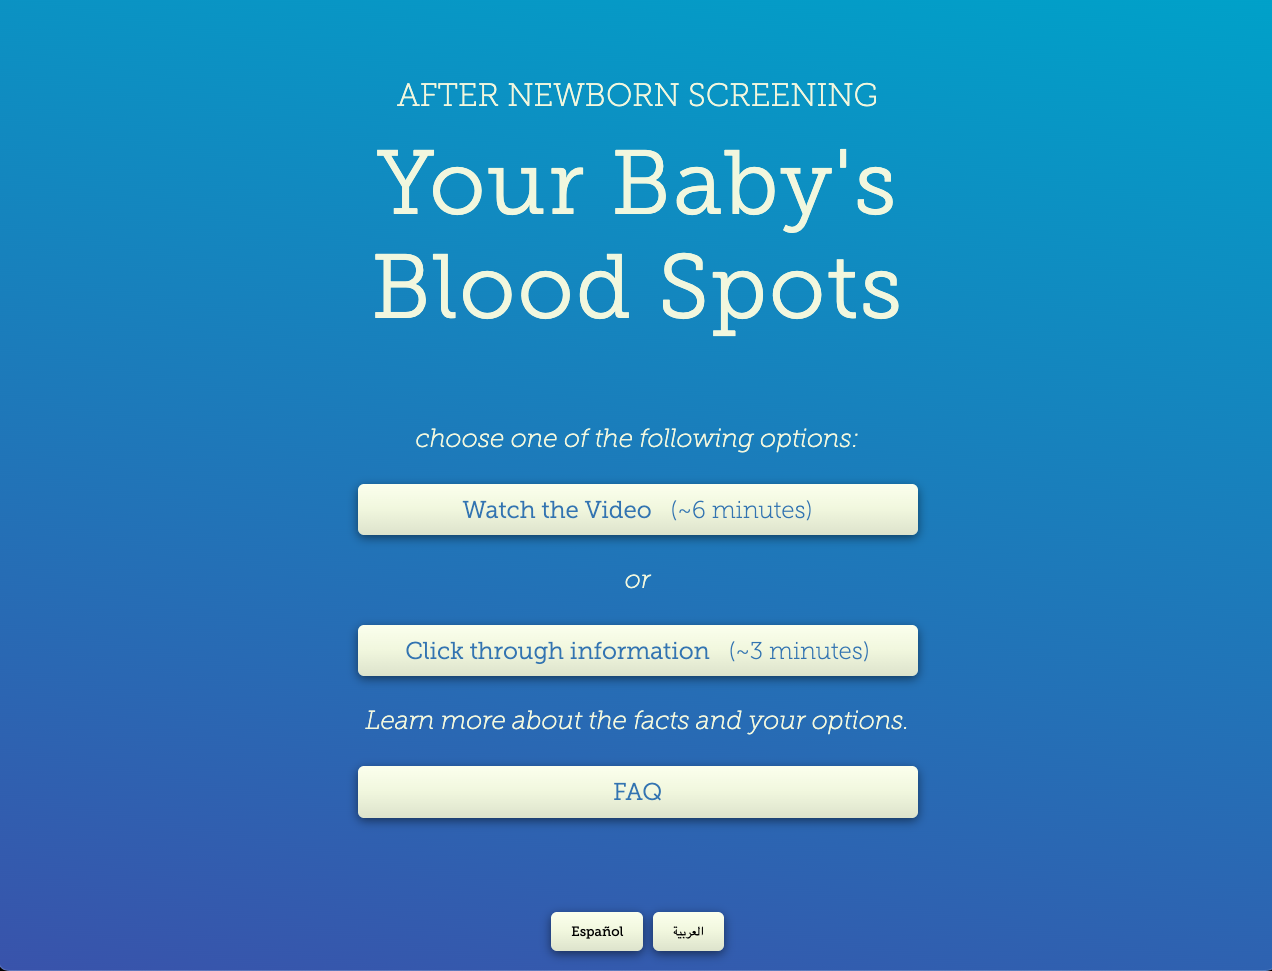 AFTER NEWBORN SCREENING
Your Baby's
Blood Spots
choose one of the following options:
Watch the Video (~6 minutes)
or
Click through information (~3 minutes)
Learn more about the facts and your options.
FAQ
Español العربية